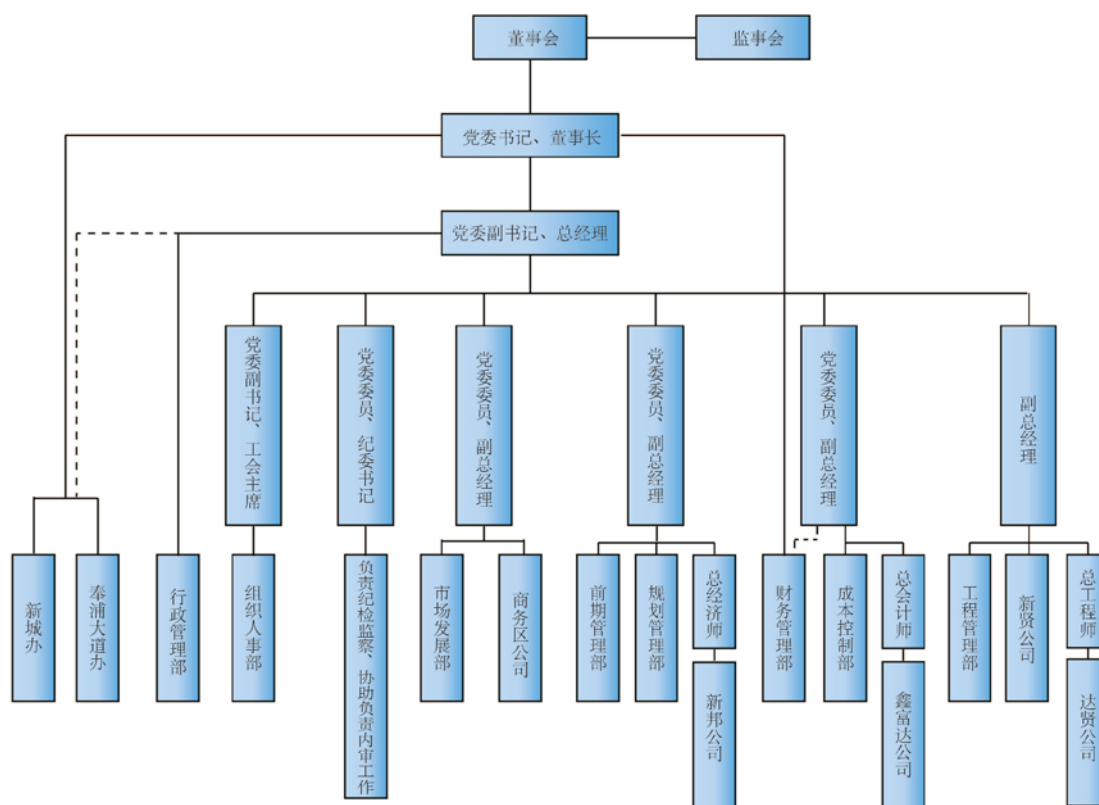 董事会
监事会
党委书记、董事长
党委副书记、总经理
党委副书记、工会主席
党委委员、纪委书记
党委委员、副总经理
党委委员、副总经理
党委委员、副总经理
副总经理
新城办
奉浦大道办
行政管理部
组织人事部
负责纪检监察、协助负责内审工作
市场发展部
商务区公司
前期管理部
规划管理部
总经济师
财务管理部
成本控制部
总会计师
工程管理部
新贤公司
总工程师
新邦公司
鑫富达公司
达贤公司